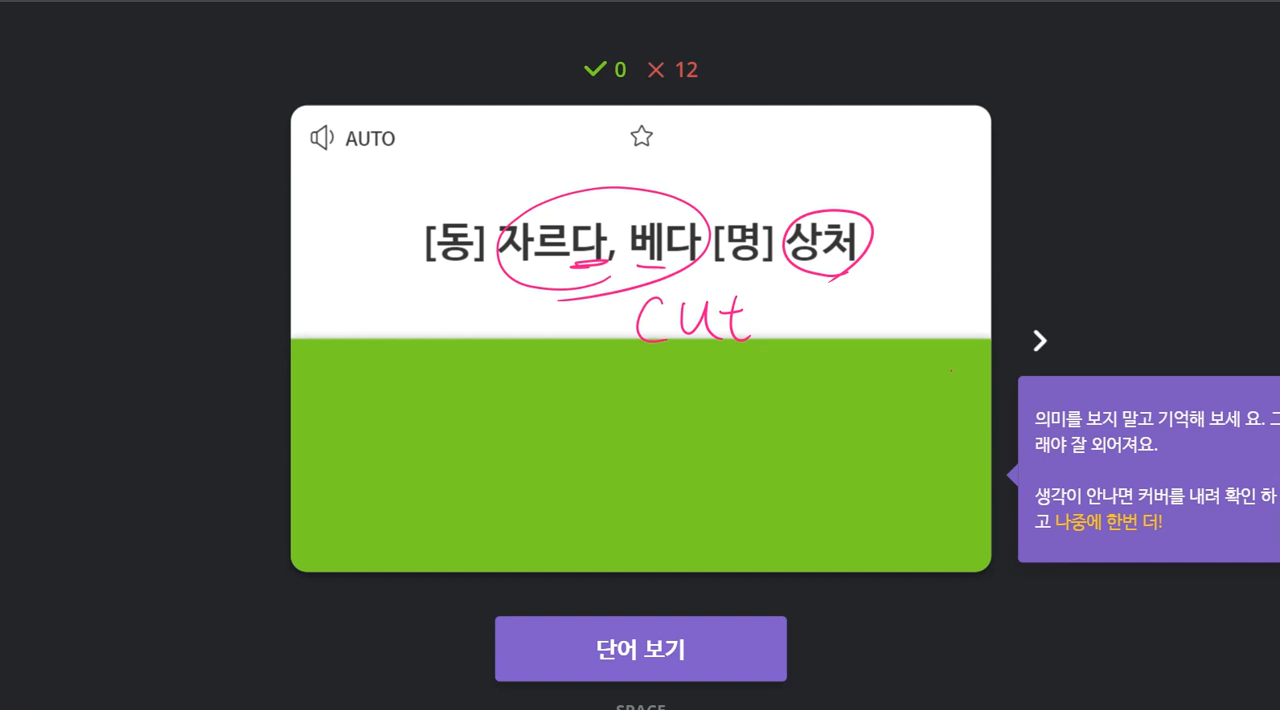 0 12
AUTO
[동] 자르다, 베다 [명] 상처
cut
의미를 보지 말고 기억해 보세 요. 그
래야 잘 외어져요.
생각이 안나면 커버를 내려 확인 하
고 나중에 한번 더!
단어 보기
SPACE